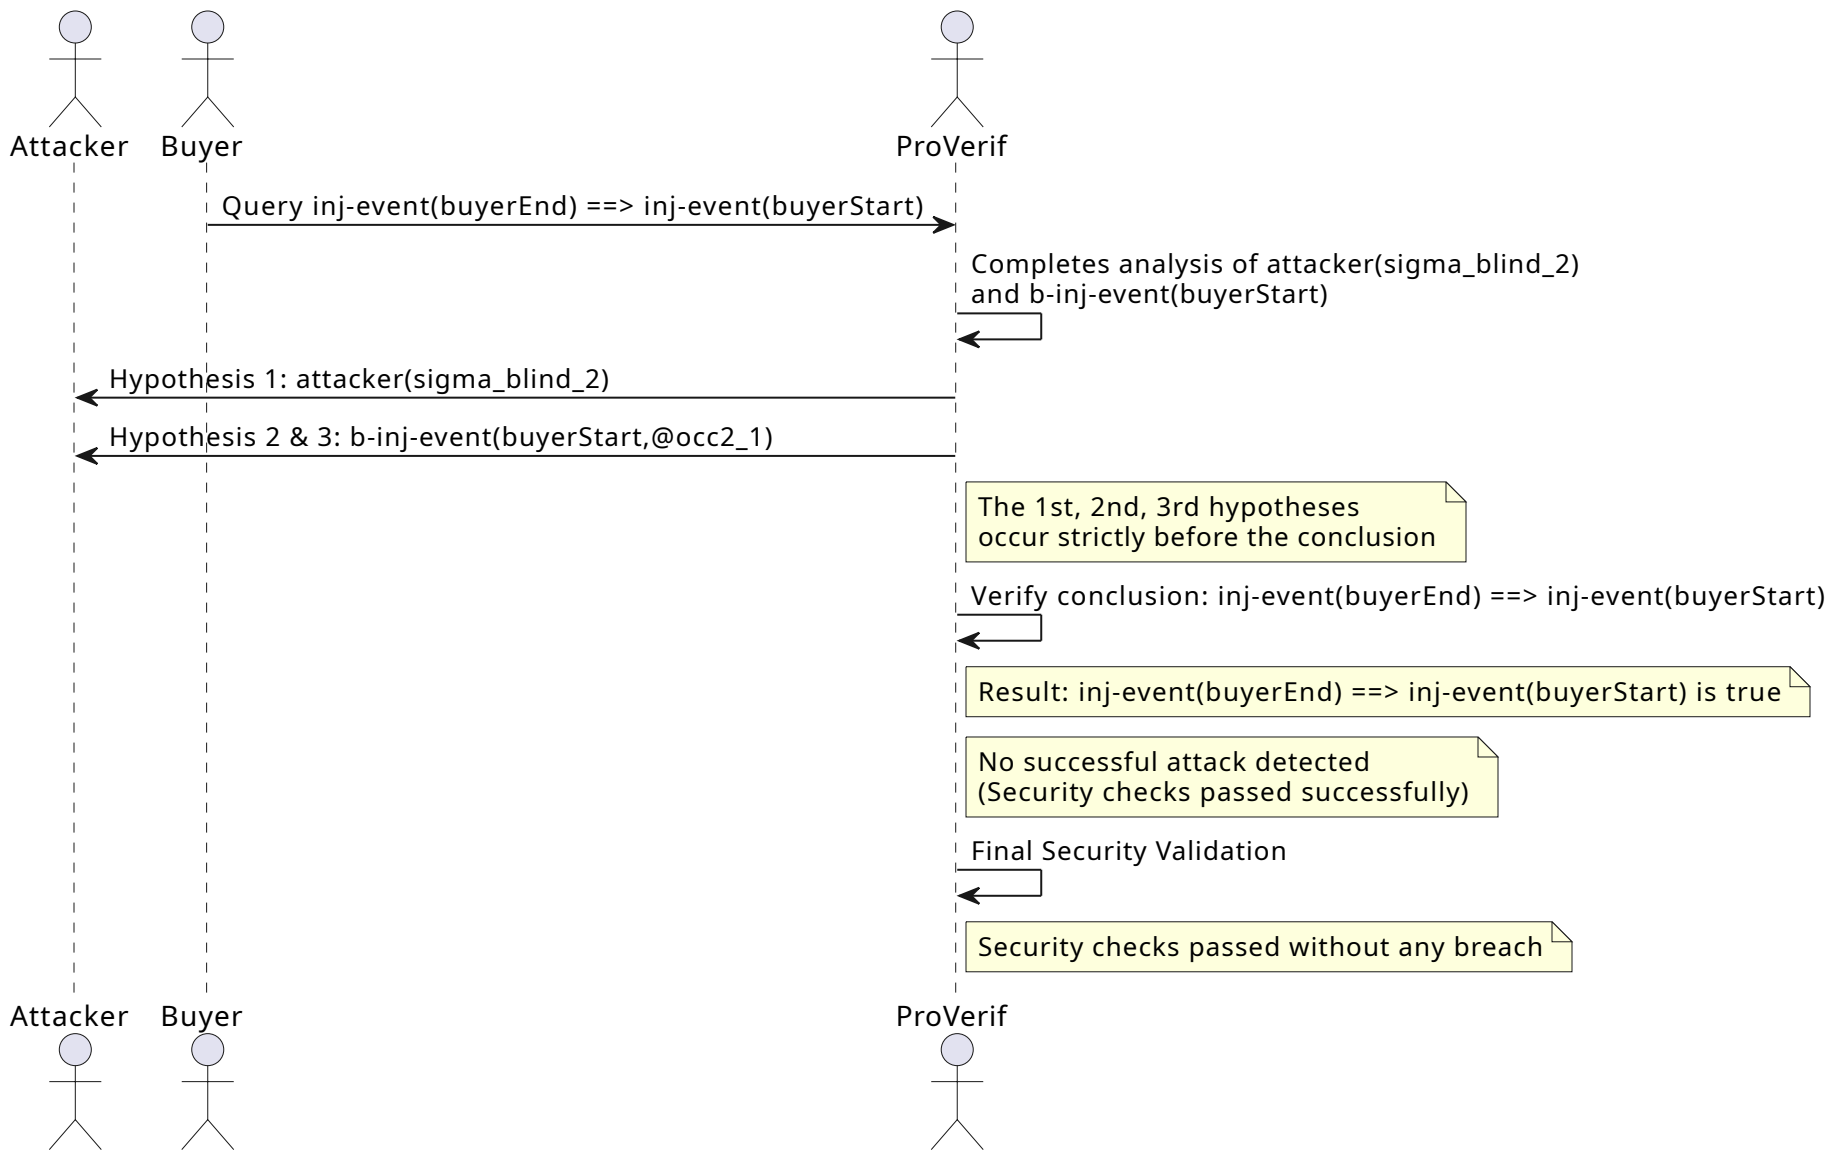 Attacker
Buyer
ProVerif
Query inj-event(buyerEnd) ==> inj-event(buyerStart)
Completes analysis of attacker(sigma_blind_2)
and b-inj-event(buyerStart)
Hypothesis 1: attacker(sigma_blind_2)
Hypothesis 2 & 3: b-inj-event(buyerStart,@occ2_1)
The 1st, 2nd, 3rd hypotheses
occur strictly before the conclusion
Verify conclusion: inj-event(buyerEnd) ==> inj-event(buyerStart)
Result: inj-event(buyerEnd) ==> inj-event(buyerStart) is true
No successful attack detected
(Security checks passed successfully)
Final Security Validation
Security checks passed without any breach
Attacker
Buyer
ProVerif